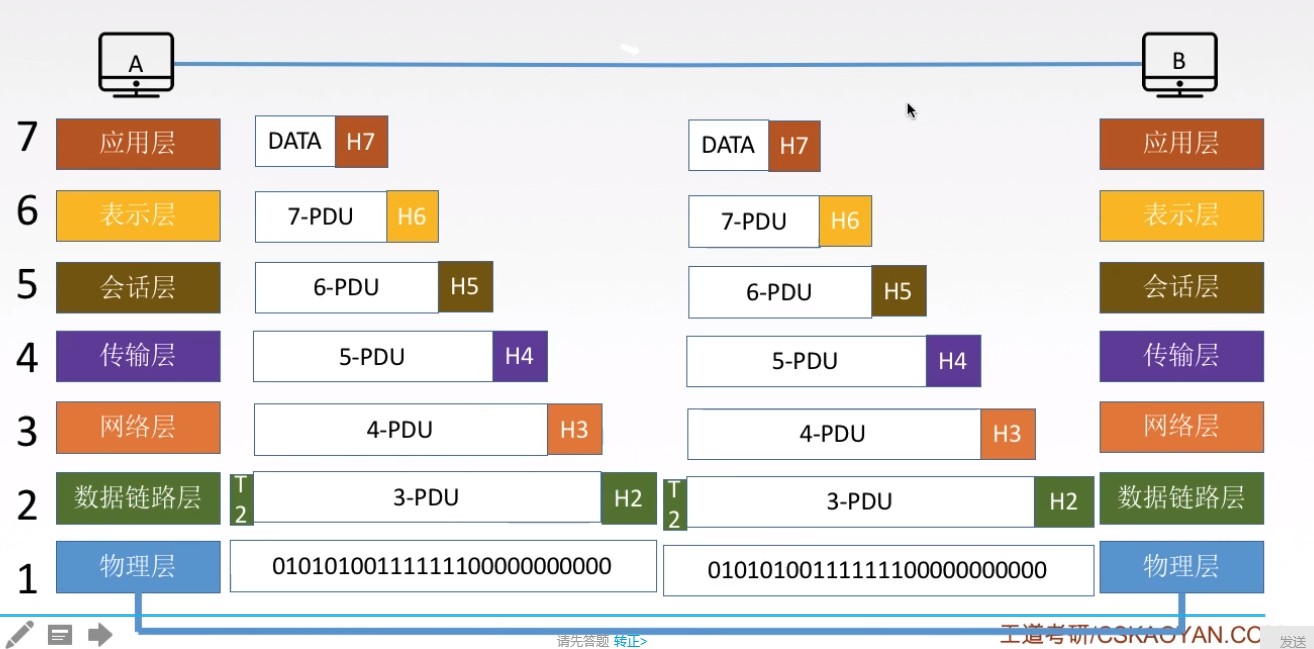 A B
7 应用层 DATA H7 DATA H7 应用层
6 表示层 7-PDU H6 7-PDU H6 表示层
5 会话层 6-PDU H5 6-PDU H5 会话层
4 传输层 5-PDU H4 5-PDU H4 传输层
3 网络层 4-PDU H3 4-PDU H3 网络层
2 数据链路层 T2 3-PDU H2 T2 3-PDU H2 数据链路层
1 物理层 010101001111111100000000000 010101001111111100000000000 物理层
请先答题 转正> 工道考研/CSKAOYAN.CO 发送